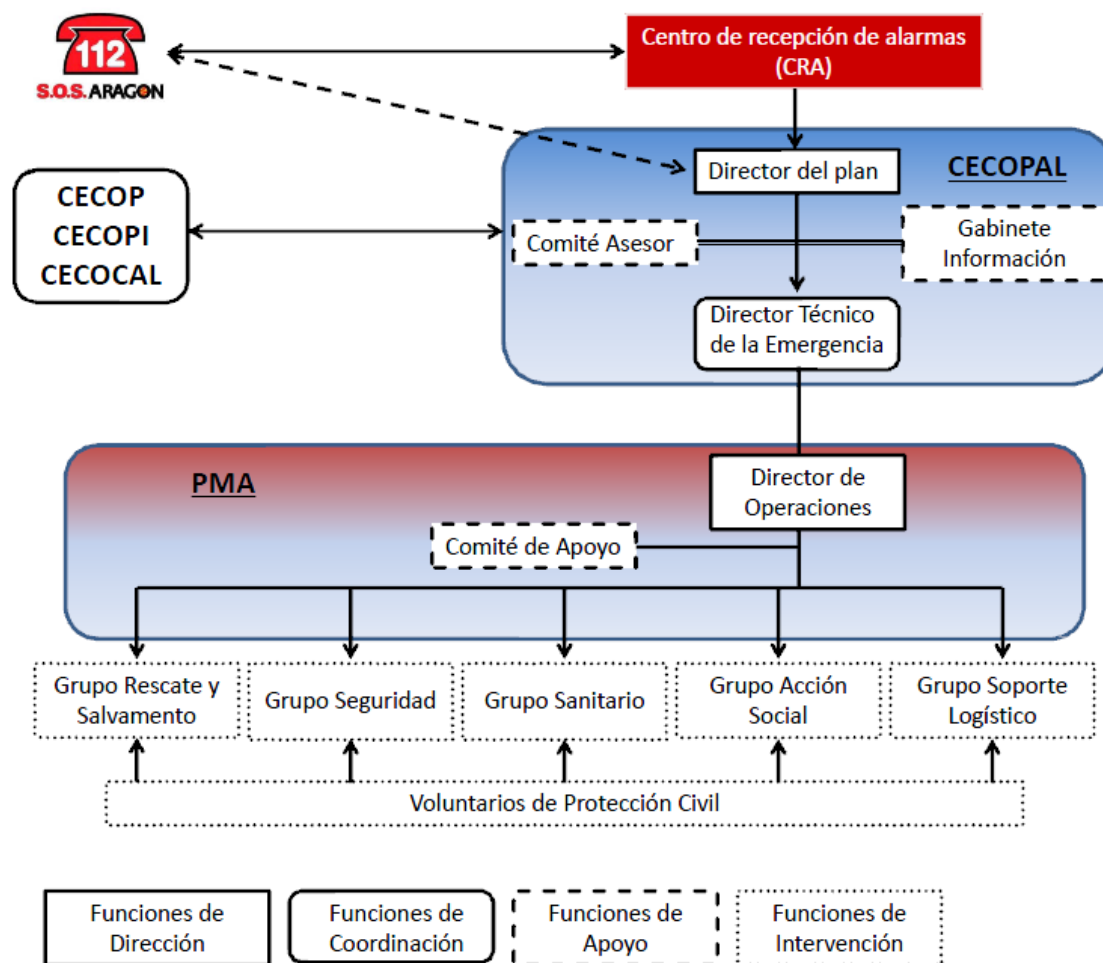 112
S.O.S. ARAGON
Centro de recepción de alarmas
(CRA)
CECOPAL
Director del plan
CECOP
CECOPI
CECOCAL
Comité Asesor
Gabinete
Información
Director Técnico
de la Emergencia
PMA
Director de
Operaciones
Comité de Apoyo
Grupo Rescate y
Salvamento
Grupo Seguridad
Grupo Sanitario
Grupo Acción
Social
Grupo Soporte
Logístico
Voluntarios de Protección Civil
Funciones de
Dirección
Funciones de
Coordinación
Funciones de
Apoyo
Funciones de
Intervención